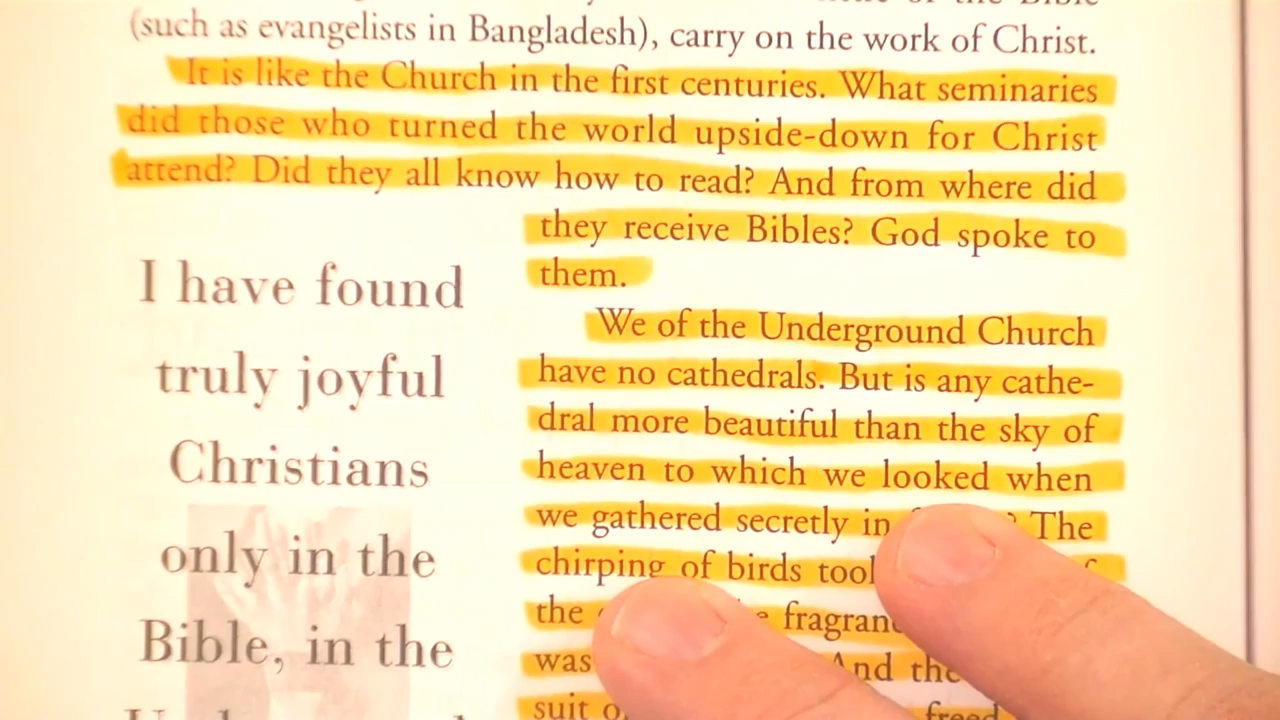 (such as evangelists in Bangladesh), carry on the work of Christ.
It is like the Church in the first centuries. What seminaries
did those who turned the world upside-down for Christ
attend? Did they all know how to read? And from where did
they receive Bibles? God spoke to
them.
We of the Underground Church
have no cathedrals. But is any cathe-
dral more beautiful than the sky of
heaven to which we looked when
we gathered secretly in The
chirping of birds
the
was And
suit
I have found
truly joyful
Christians
only in the
Bible, in the